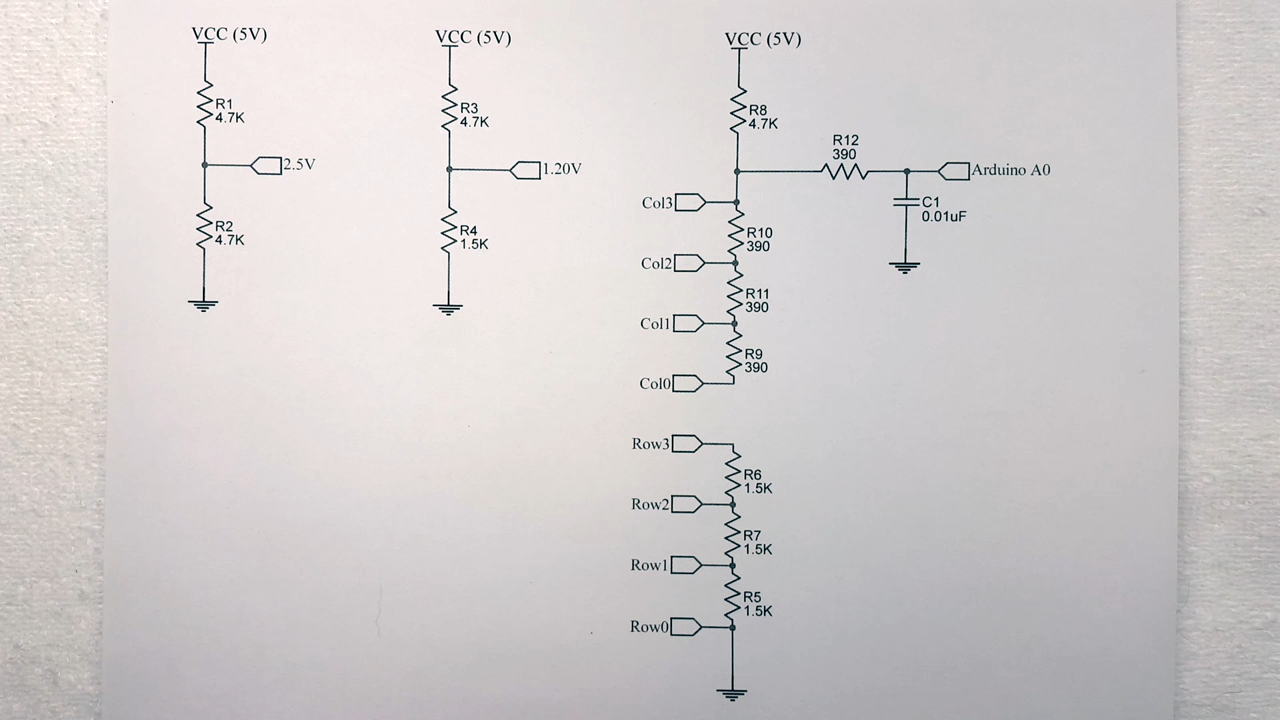 VCC (5V)
R1
4.7K
2.5V
R2
4.7K
VCC (5V)
R3
4.7K
1.20V
R4
1.5K
VCC (5V)
R8
4.7K
R12
390
Arduino A0
C1
0.01uF
Col3
R10
390
Col2
R11
390
Col1
R9
390
Col0
Row3
R6
1.5K
Row2
R7
1.5K
Row1
R5
1.5K
Row0